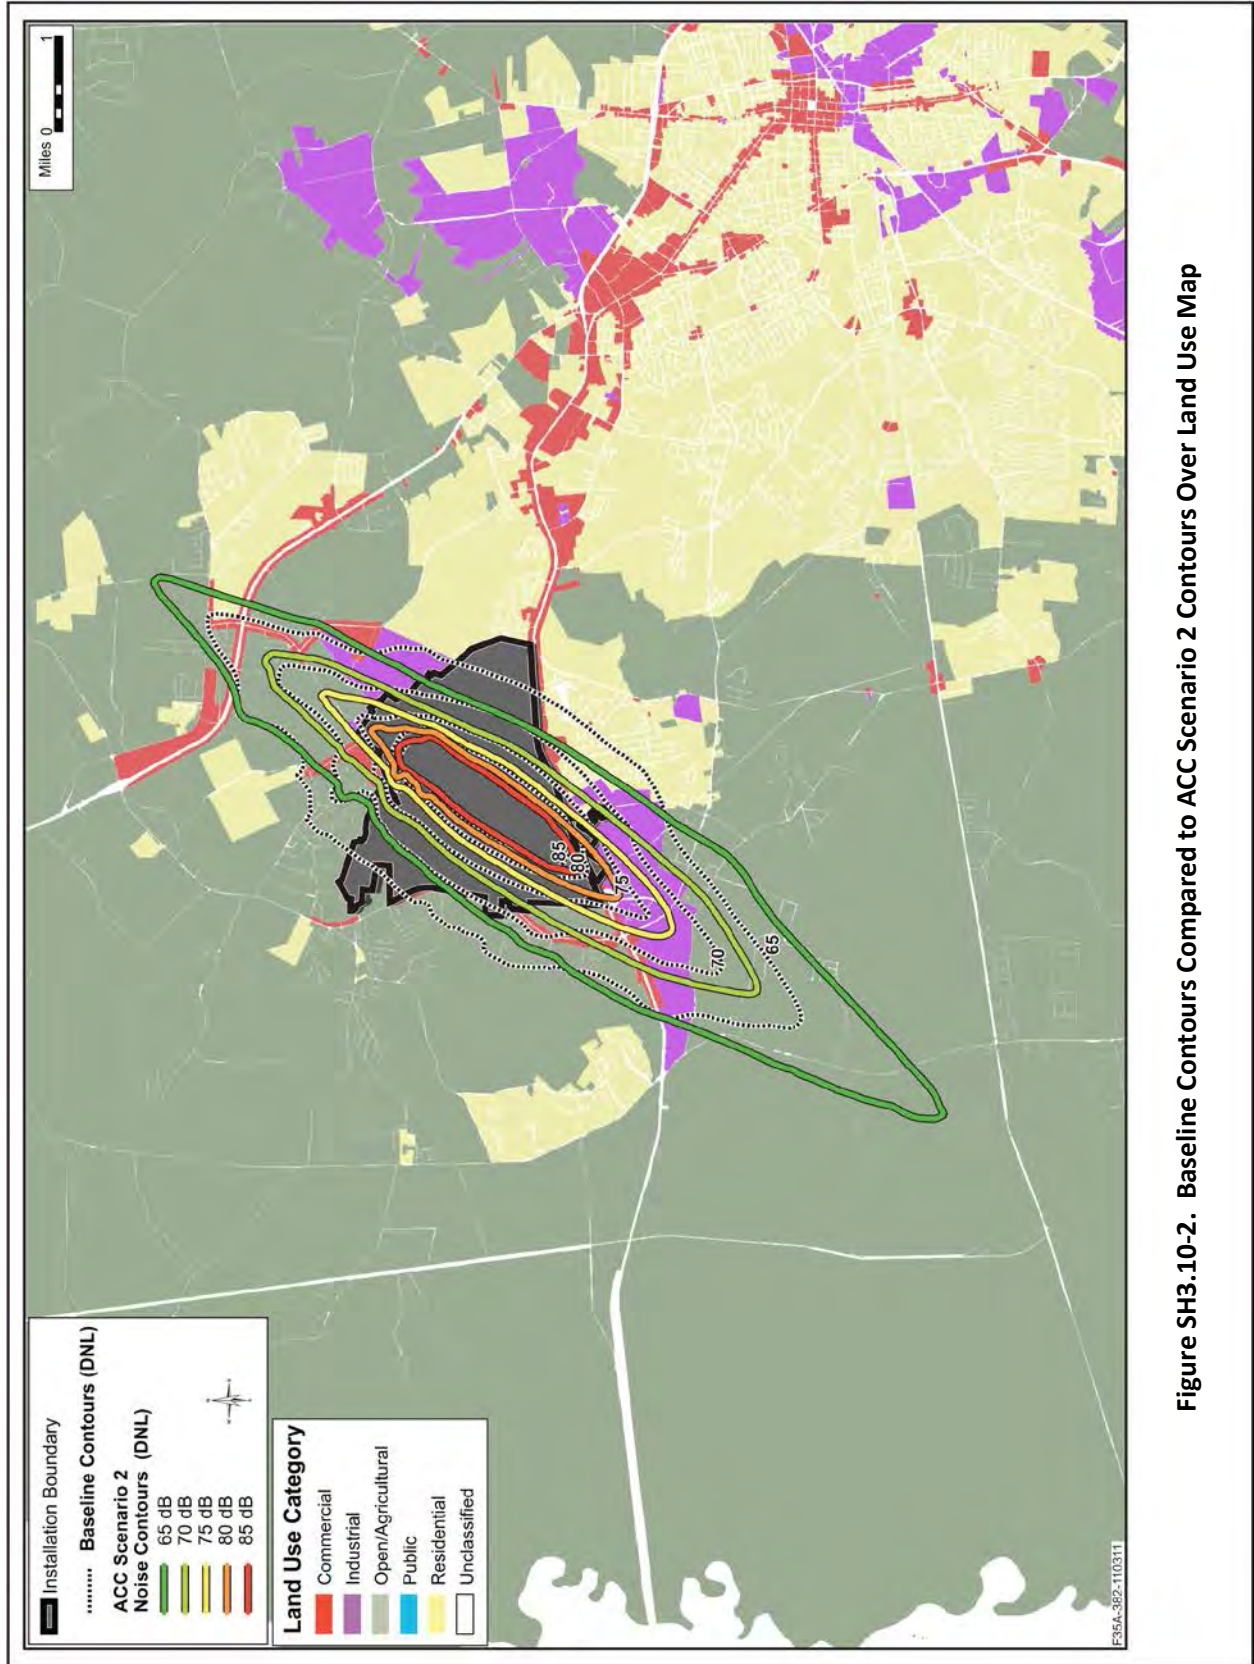 Miles 0 1
Installation Boundary
Baseline Contours (DNL)
ACC Scenario 2
Noise Contours (DNL)
65 dB
70 dB
75 dB
80 dB
85 dB
Land Use Category
Commercial
Industrial
Open/Agricultural
Public
Residential
Unclassified
85
80
75
70
65
F35A-382-110311
Figure SH3.10-2. Baseline Contours Compared to ACC Scenario 2 Contours Over Land Use Map